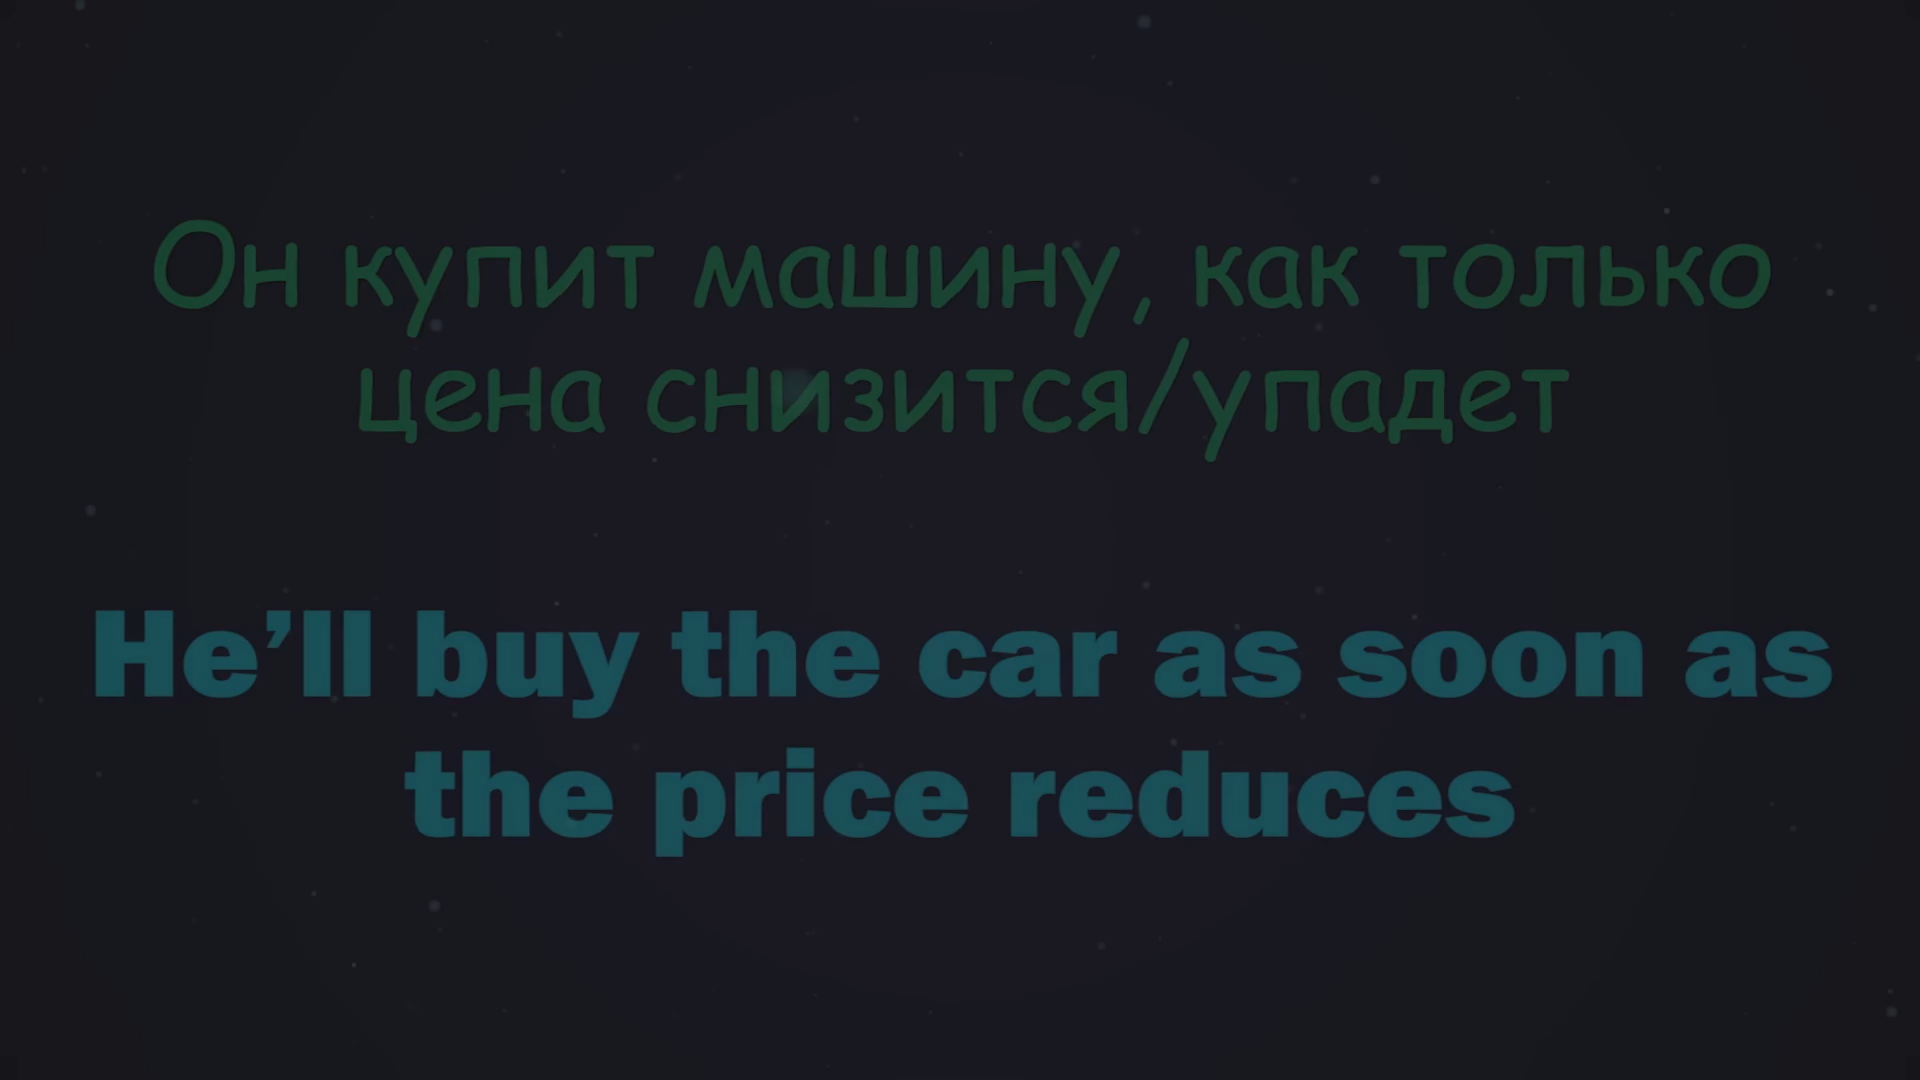 Он купит машину, как только
цена снизится/упадет
He’ll buy the car as soon as
the price reduces